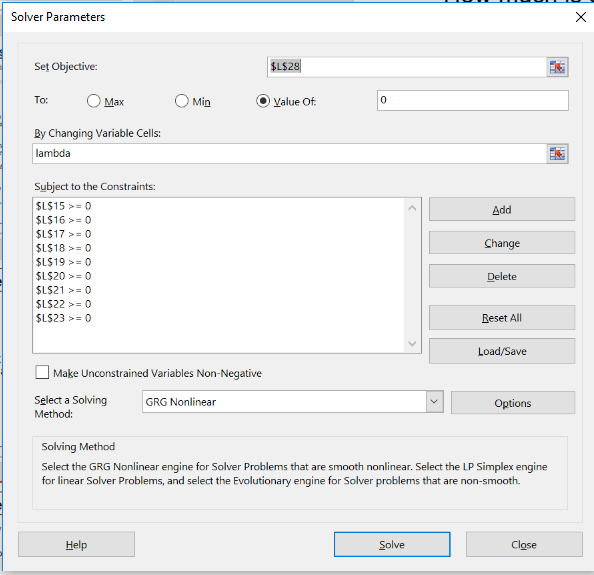 Solver Parameters
Set Objective:
$L$28
To:
Max
Min
Value Of:
0
By Changing Variable Cells:
lambda
Subject to the Constraints:
$L$15 >= 0
$L$16 >= 0
$L$17 >= 0
$L$18 >= 0
$L$19 >= 0
$L$20 >= 0
$L$21 >= 0
$L$22 >= 0
$L$23 >= 0
Add
Change
Delete
Reset All
Load/Save
Make Unconstrained Variables Non-Negative
Select a Solving
Method:
GRG Nonlinear
Options
Solving Method
Select the GRG Nonlinear engine for Solver Problems that are smooth nonlinear. Select the LP Simplex engine
for linear Solver Problems, and select the Evolutionary engine for Solver problems that are non-smooth.
Help
Solve
Close